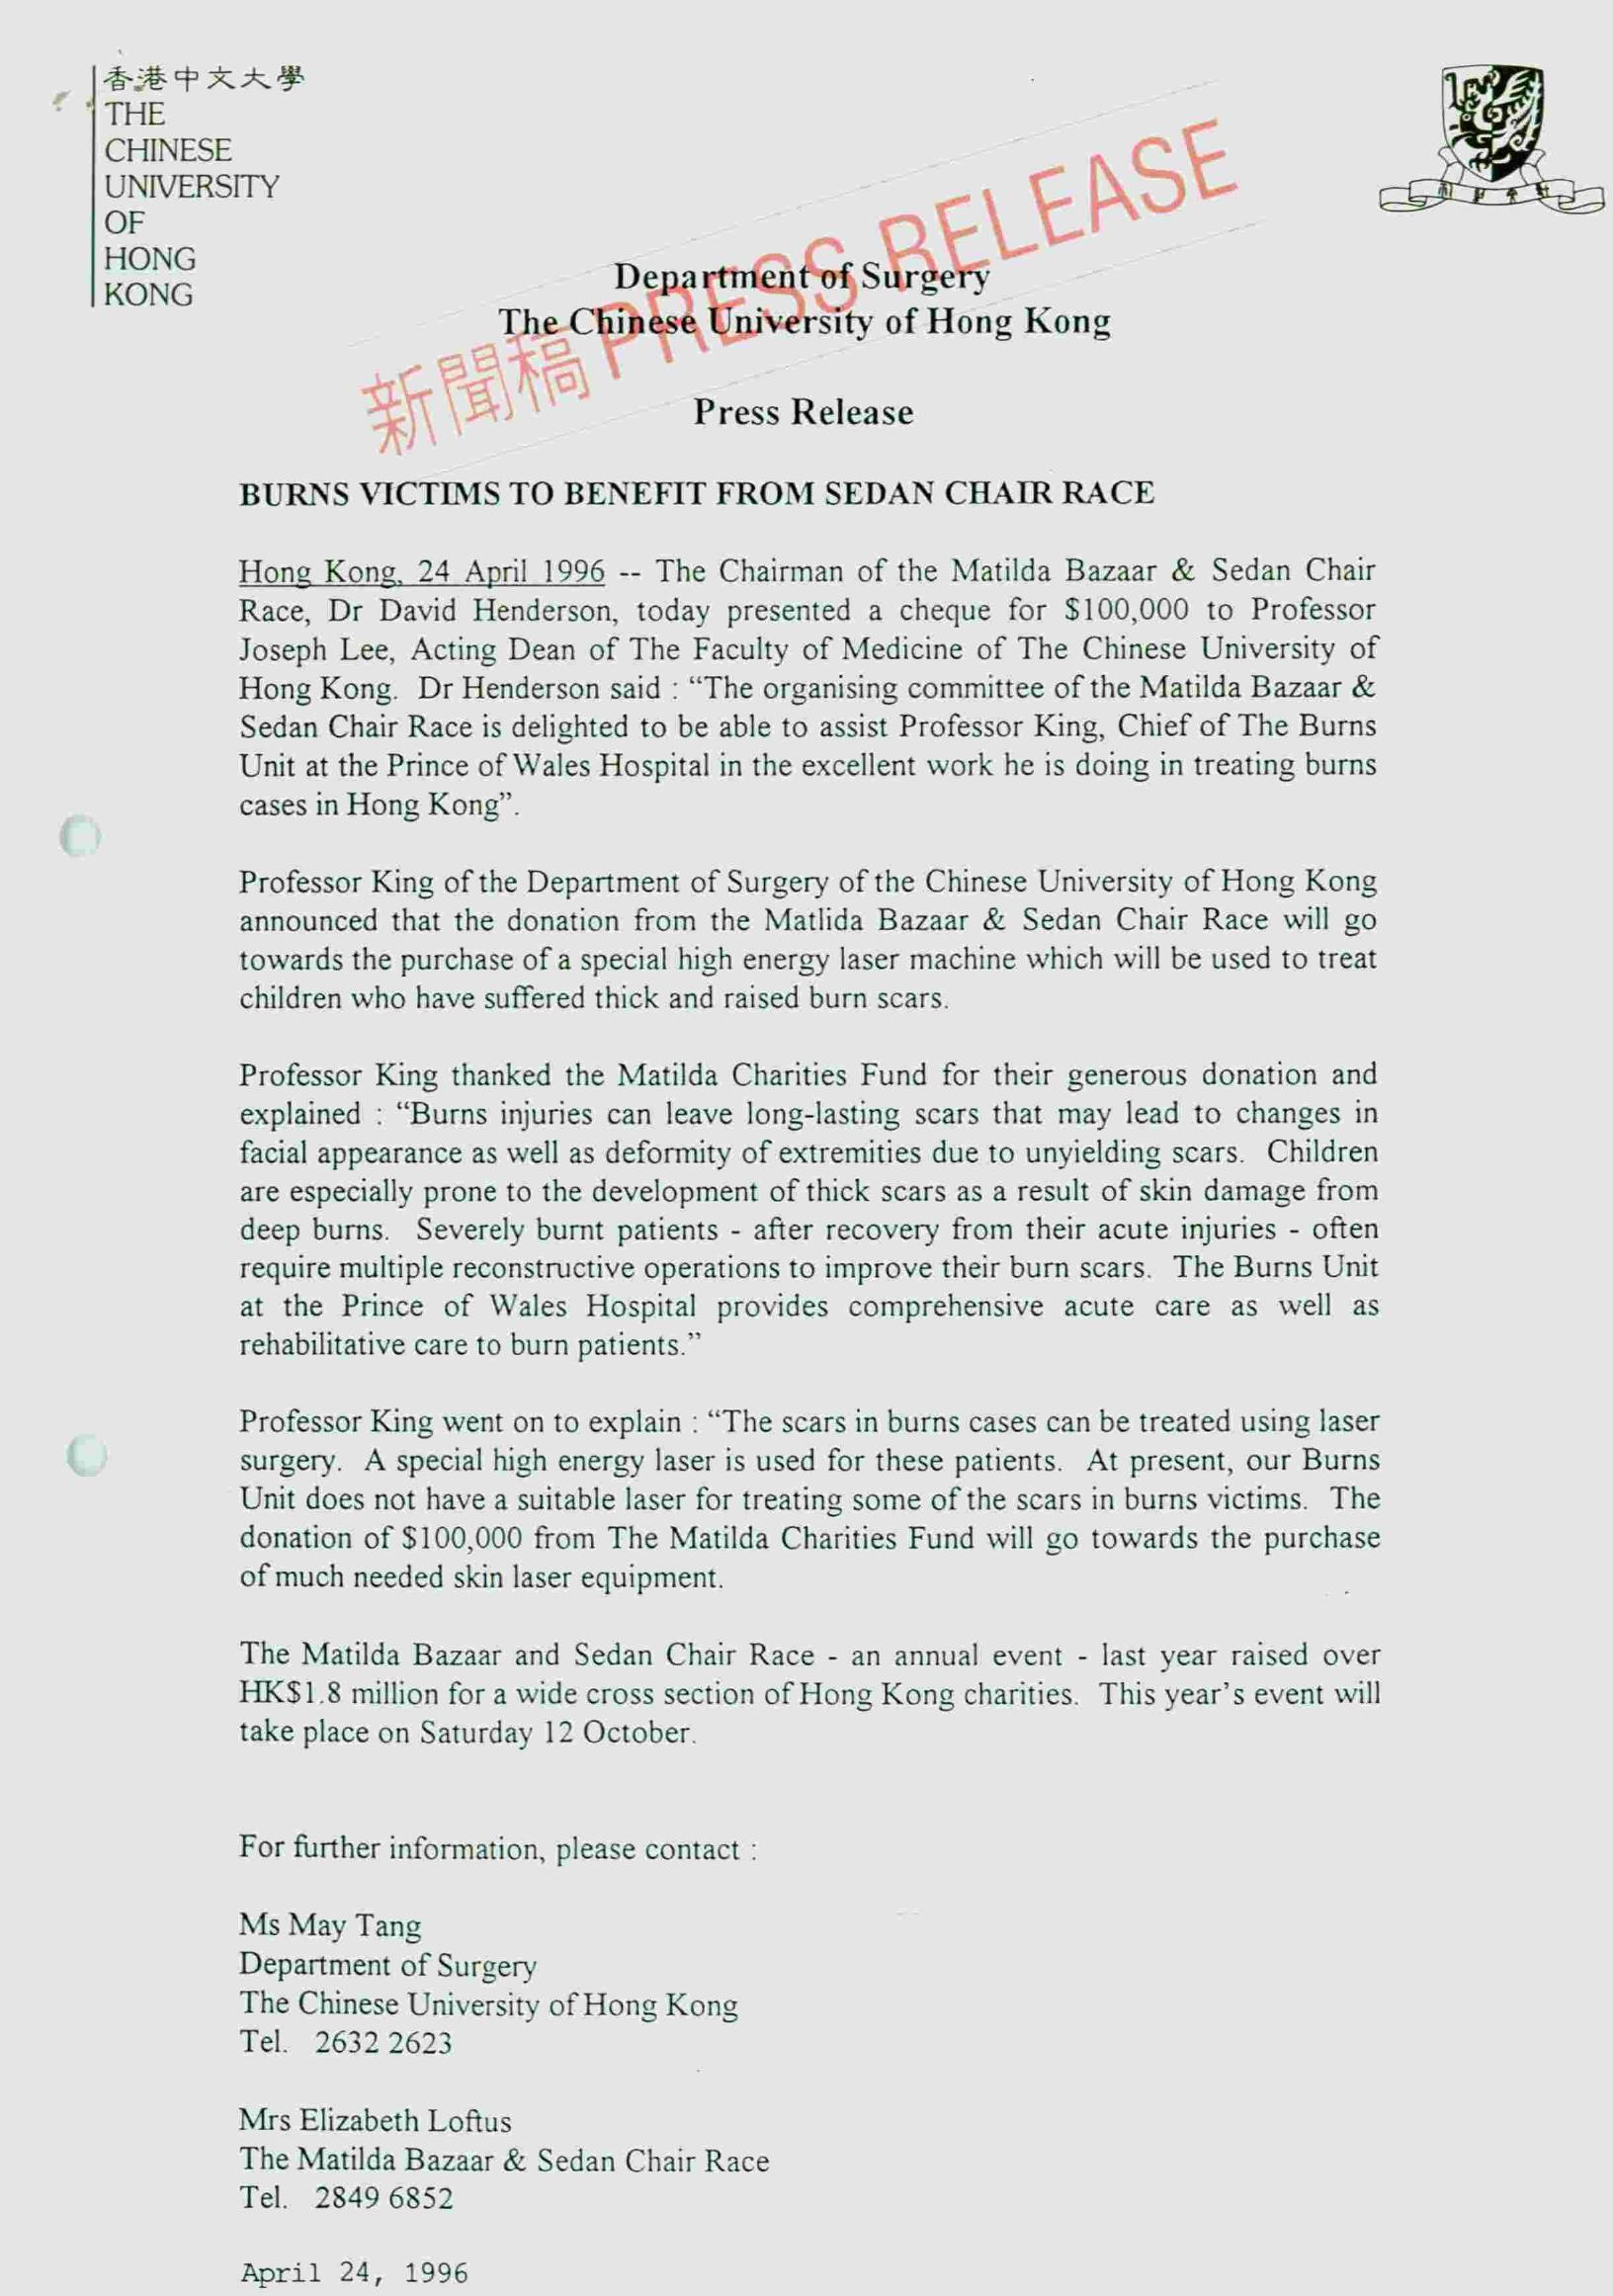 香港中文大學
THE
CHINESE
UNIVERSITY
OF
HONG
KONG
新聞稿 PRESS RELEASE
Department of Surgery
The Chinese University of Hong Kong
Press Release
BURNS VICTIMS TO BENEFIT FROM SEDAN CHAIR RACE
Hong Kong, 24 April 1996 -- The Chairman of the Matilda Bazaar & Sedan Chair
Race, Dr David Henderson, today presented a cheque for $100,000 to Professor
Joseph Lee, Acting Dean of The Faculty of Medicine of The Chinese University of
Hong Kong. Dr Henderson said : “The organising committee of the Matilda Bazaar &
Sedan Chair Race is delighted to be able to assist Professor King, Chief of The Burns
Unit at the Prince of Wales Hospital in the excellent work he is doing in treating burns
cases in Hong Kong”.
Professor King of the Department of Surgery of the Chinese University of Hong Kong
announced that the donation from the Matlida Bazaar & Sedan Chair Race will go
towards the purchase of a special high energy laser machine which will be used to treat
children who have suffered thick and raised burn scars.
Professor King thanked the Matilda Charities Fund for their generous donation and
explained : “Burns injuries can leave long-lasting scars that may lead to changes in
facial appearance as well as deformity of extremities due to unyielding scars. Children
are especially prone to the development of thick scars as a result of skin damage from
deep burns. Severely burnt patients - after recovery from their acute injuries - often
require multiple reconstructive operations to improve their burn scars. The Burns Unit
at the Prince of Wales Hospital provides comprehensive acute care as well as
rehabilitative care to burn patients.”
Professor King went on to explain : “The scars in burns cases can be treated using laser
surgery. A special high energy laser is used for these patients. At present, our Burns
Unit does not have a suitable laser for treating some of the scars in burns victims. The
donation of $100,000 from The Matilda Charities Fund will go towards the purchase
of much needed skin laser equipment.
The Matilda Bazaar and Sedan Chair Race - an annual event - last year raised over
HK$1.8 million for a wide cross section of Hong Kong charities. This year’s event will
take place on Saturday 12 October.
For further information, please contact :
Ms May Tang
Department of Surgery
The Chinese University of Hong Kong
Tel. 2632 2623
Mrs Elizabeth Loftus
The Matilda Bazaar & Sedan Chair Race
Tel. 2849 6852
April 24, 1996